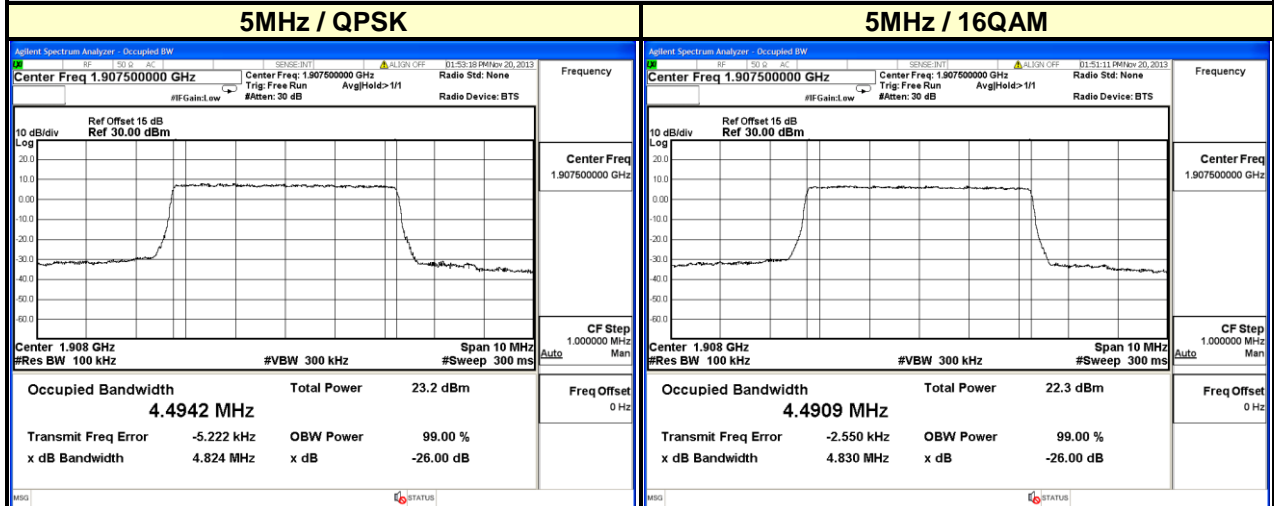 5MHz / QPSK
Agilent Spectrum Analyzer - Occupied BW
RF 50 Ω AC SENSE:INT ALIGN OFF 01:53:18 PM Nov 20, 2013
Center Freq 1.907500000 GHz
Center Freq: 1.907500000 GHz
Radio Std: None
Trig: Free Run Avg|Hold:>1/1
#IFGain:Low
#Atten: 30 dB
Radio Device: BTS
Ref Offset 15 dB
10 dB/div Ref 30.00 dBm
Log
20.0
10.0
0.00
-10.0
-20.0
-30.0
-40.0
-50.0
-60.0
Center 1.908 GHz Span 10 MHz
#Res BW 100 kHz #VBW 300 kHz #Sweep 300 ms
Occupied Bandwidth Total Power 23.2 dBm
4.4942 MHz
Transmit Freq Error -5.222 kHz OBW Power 99.00 %
x dB Bandwidth 4.824 MHz x dB -26.00 dB
MSG STATUS
Frequency
Center Freq
1.907500000 GHz
CF Step
1.000000 MHz
Auto Man
Freq Offset
0 Hz
5MHz / 16QAM
Agilent Spectrum Analyzer - Occupied BW
RF 50 Ω AC SENSE:INT ALIGN OFF 01:51:11 PM Nov 20, 2013
Center Freq 1.907500000 GHz
Center Freq: 1.907500000 GHz
Radio Std: None
Trig: Free Run Avg|Hold:>1/1
#IFGain:Low
#Atten: 30 dB
Radio Device: BTS
Ref Offset 15 dB
10 dB/div Ref 30.00 dBm
Log
20.0
10.0
0.00
-10.0
-20.0
-30.0
-40.0
-50.0
-60.0
Center 1.908 GHz Span 10 MHz
#Res BW 100 kHz #VBW 300 kHz #Sweep 300 ms
Occupied Bandwidth Total Power 22.3 dBm
4.4909 MHz
Transmit Freq Error -2.550 kHz OBW Power 99.00 %
x dB Bandwidth 4.830 MHz x dB -26.00 dB
MSG STATUS
Frequency
Center Freq
1.907500000 GHz
CF Step
1.000000 MHz
Auto Man
Freq Offset
0 Hz